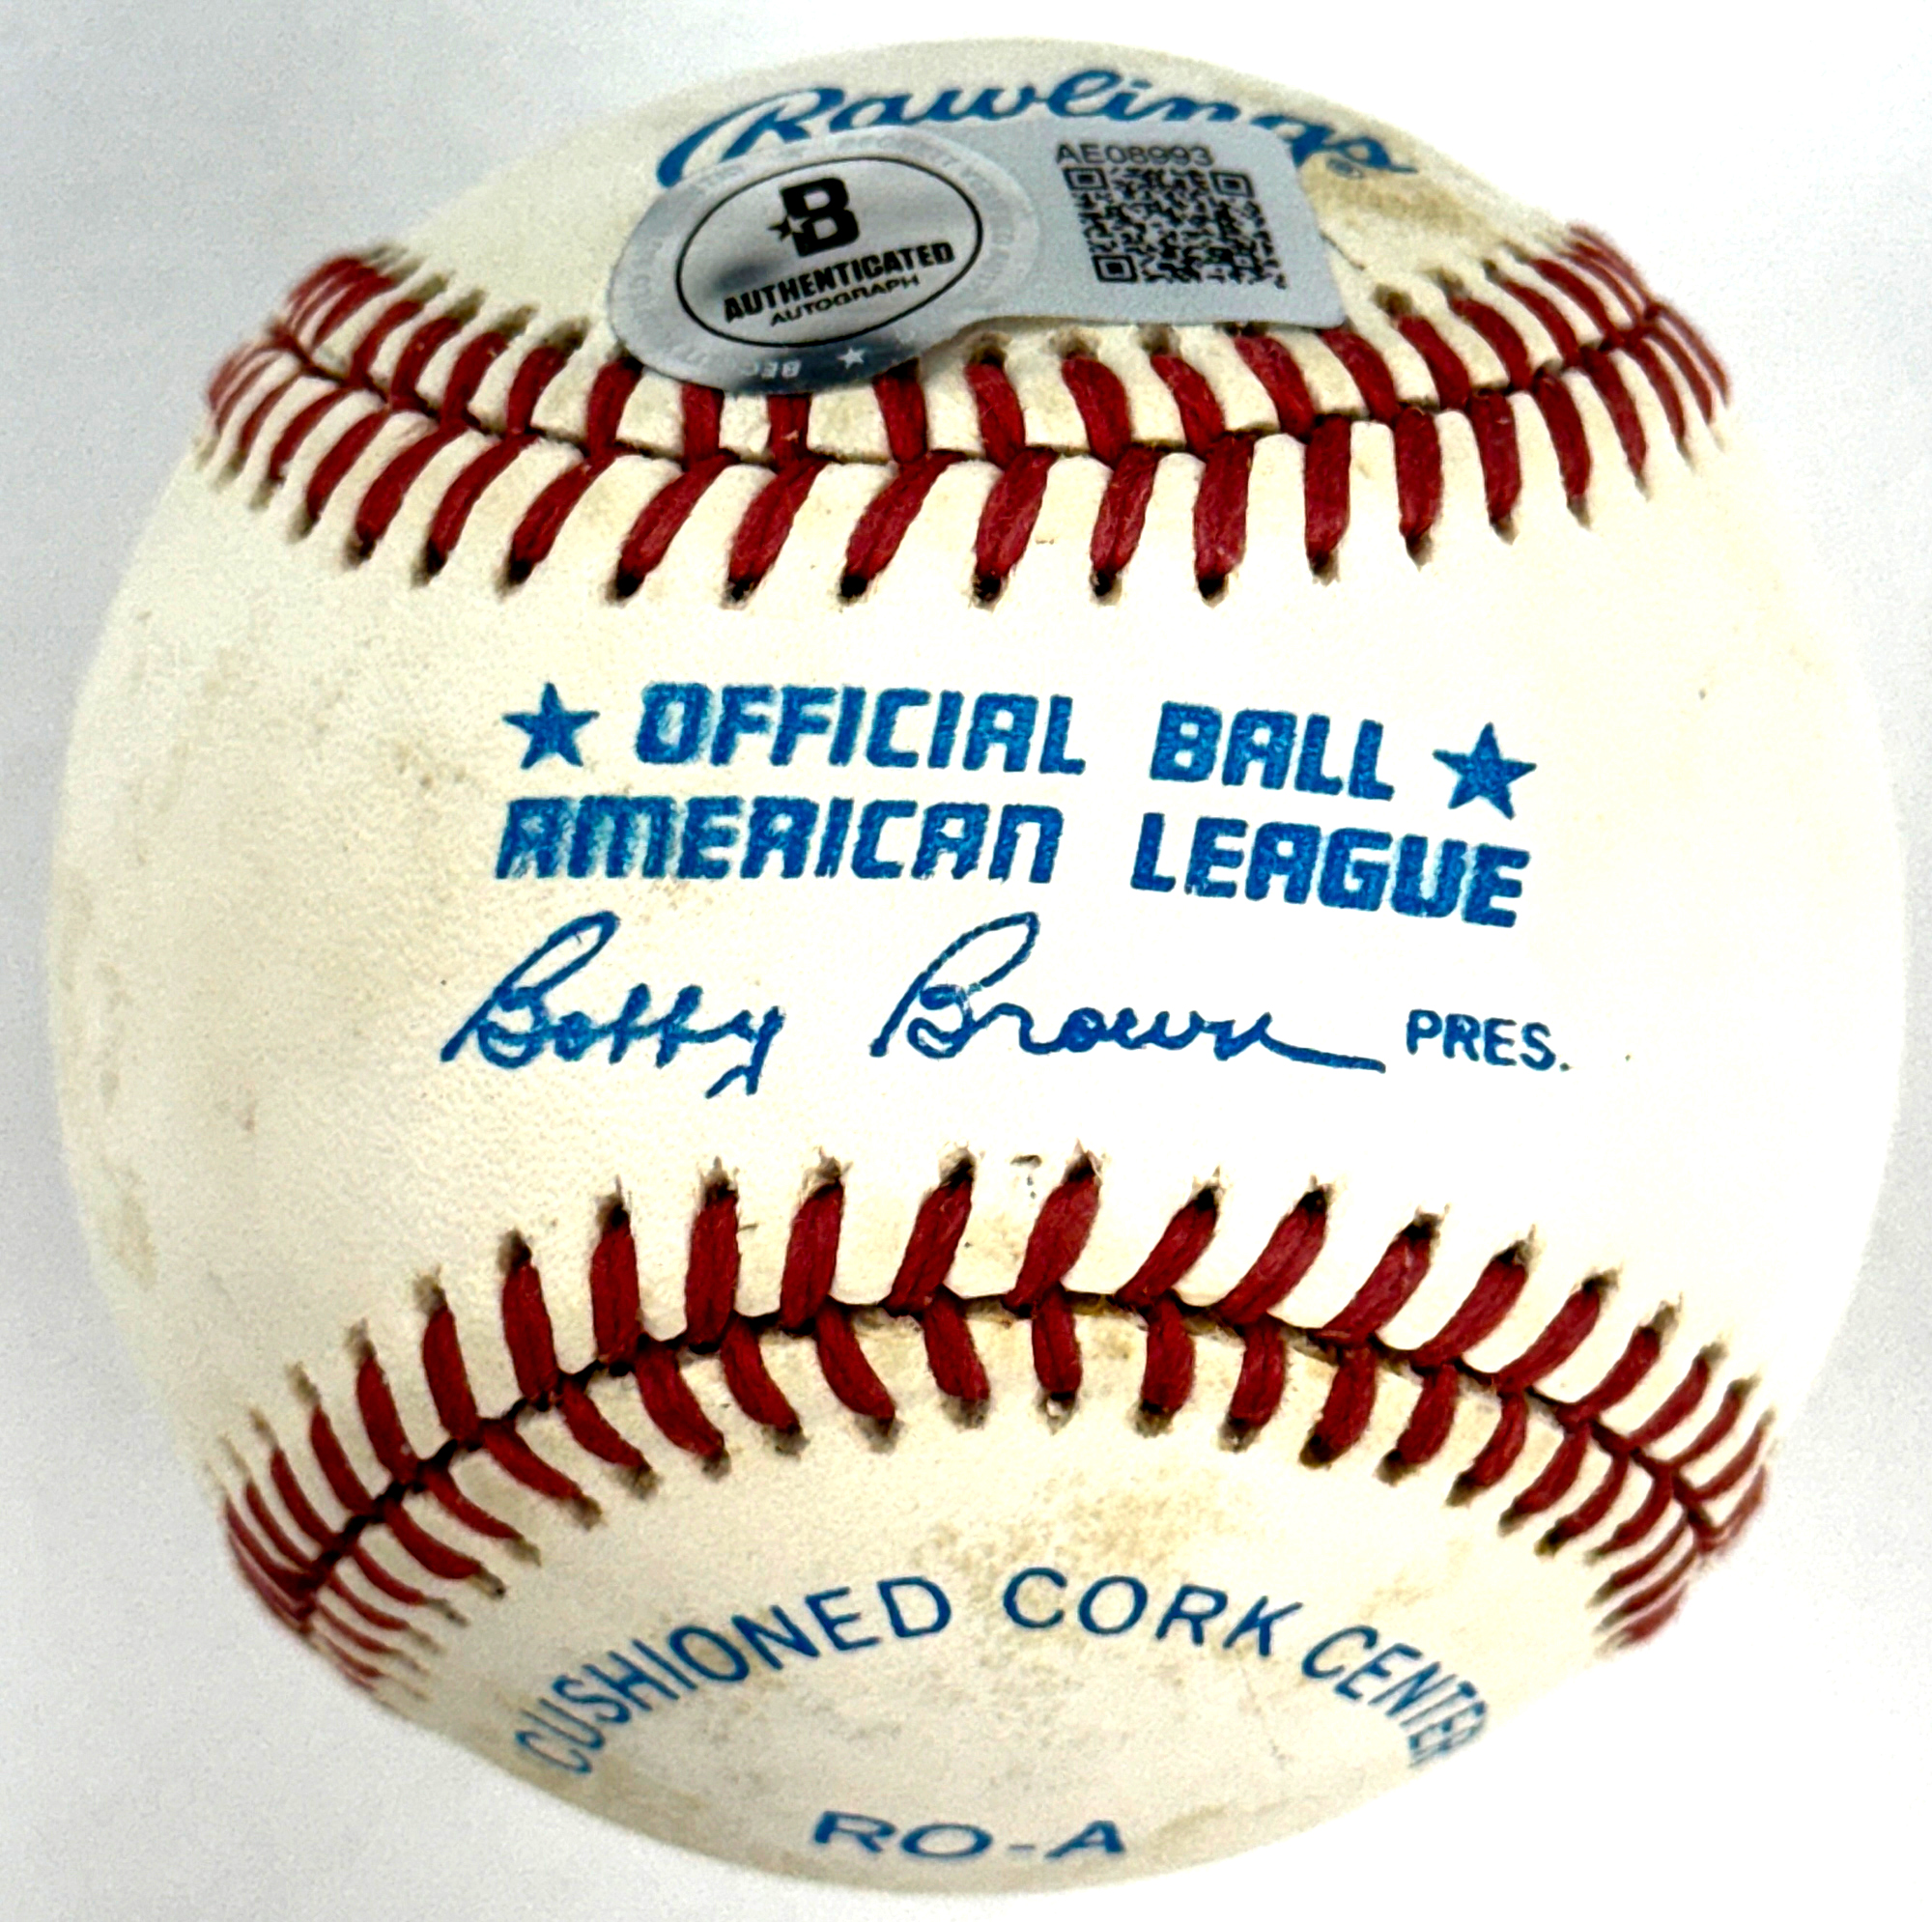 Rawlings®
AE08993
B
AUTHENTICATED
AUTOGRAPH
★ OFFICIAL BALL ★
AMERICAN LEAGUE
Bobby Brown PRES.
CUSHIONED CORK CENTER
RO-A